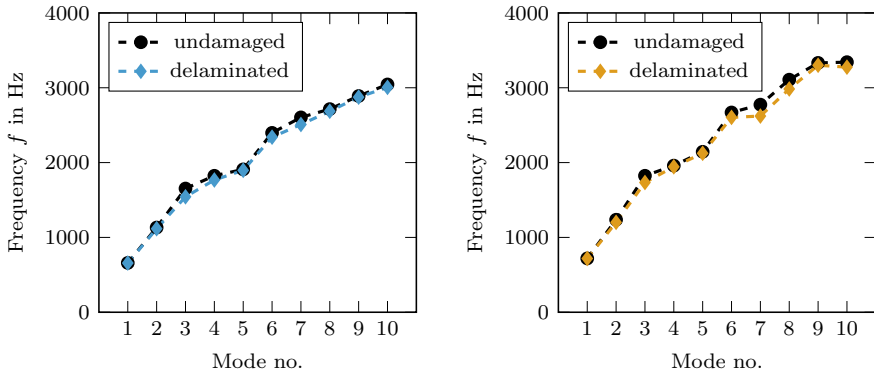 4000
3000
2000
1000
0
Frequency f in Hz
undamaged
delaminated
1 2 3 4 5 6 7 8 9 10
Mode no.
4000
3000
2000
1000
0
Frequency f in Hz
undamaged
delaminated
1 2 3 4 5 6 7 8 9 10
Mode no.